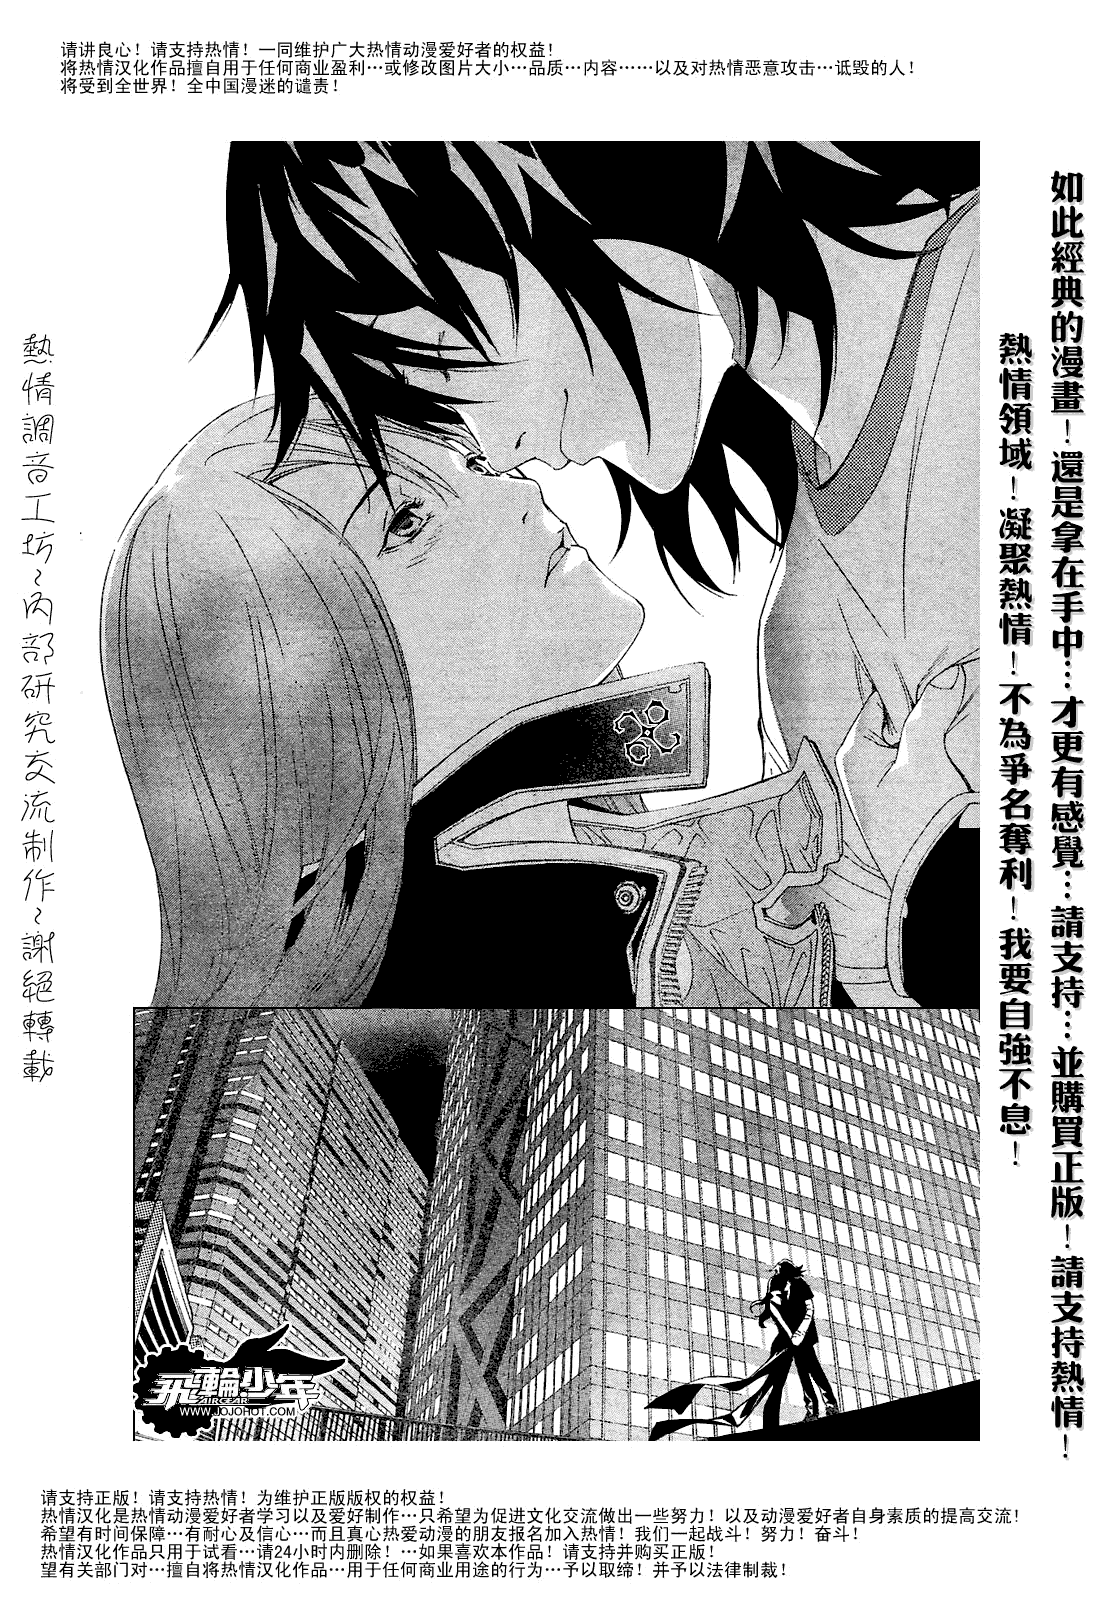 请讲良心！请支持热情！一同维护广大热情动漫爱好者的权益！
将热情汉化作品擅自用于任何商业盈利…或修改图片大小…品质…内容……以及对热情恶意攻击…诋毁的人！
将受到全世界！全中国漫迷的谴责！
如此經典的漫畫！還是拿在手中…才更有感覺…請支持…並購買正版！請支持熱情！
熱情領域！凝聚熱情！不為爭名奪利！我要自強不息！
熱情調音工坊~內部研究交流制作~謝絕轉載
飛輪少年
AIRGEAR
WWW.JOJOHOT.COM
请支持正版！请支持热情！为维护正版版权的权益！
热情汉化是热情动漫爱好者学习以及爱好制作…只希望为促进文化交流做出一些努力！以及动漫爱好者自身素质的提高交流！
希望有时间保障…有耐心及信心…而且真心热爱动漫的朋友报名加入热情！我们一起战斗！努力！奋斗！
热情汉化作品只用于试看…请24小时内删除！…如果喜欢本作品！请支持并购买正版！
望有关部门对…擅自将热情汉化作品…用于任何商业用途的行为…予以取缔！并予以法律制裁！